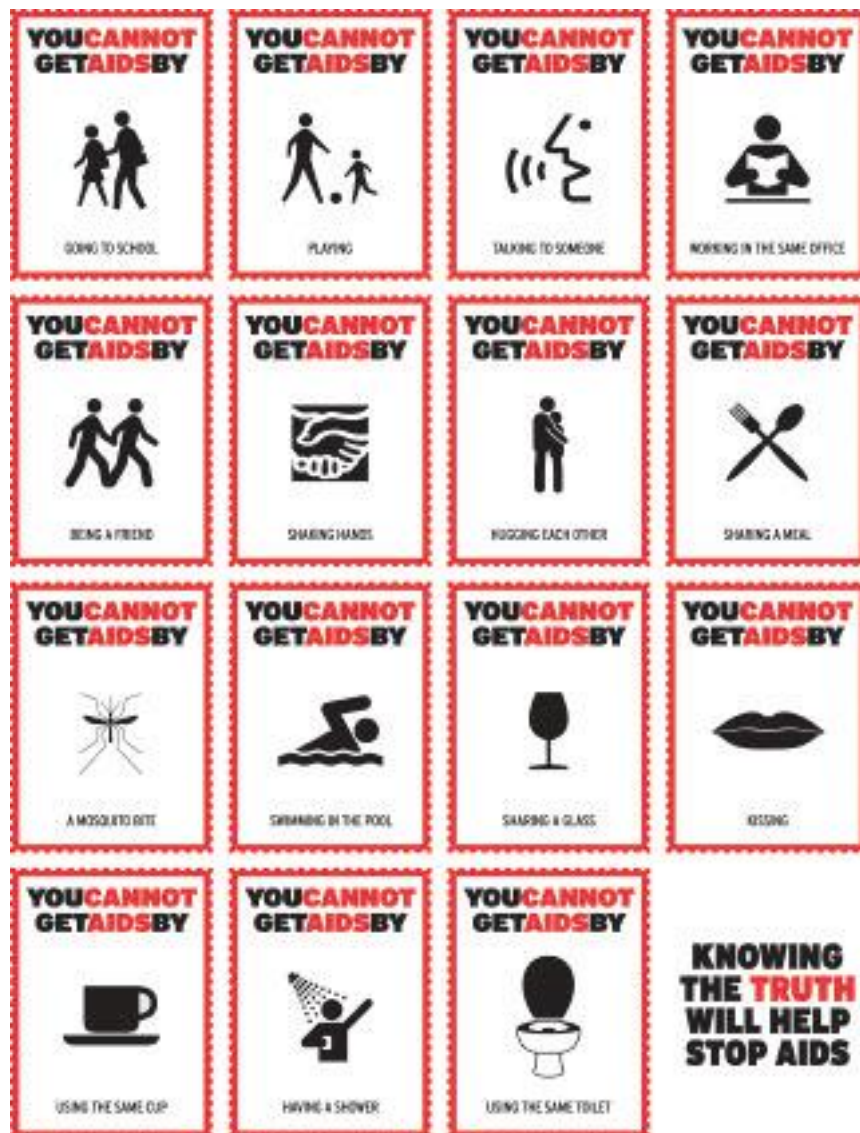 YOUCANNOT
GETAIDSBY
GOING TO SCHOOL
YOUCANNOT
GETAIDSBY
PLAYING
YOUCANNOT
GETAIDSBY
TALKING TO SOMEONE
YOUCANNOT
GETAIDSBY
WORKING IN THE SAME OFFICE
YOUCANNOT
GETAIDSBY
BEING A FRIEND
YOUCANNOT
GETAIDSBY
SHAKING HANDS
YOUCANNOT
GETAIDSBY
HUGGING EACH OTHER
YOUCANNOT
GETAIDSBY
SHARING A MEAL
YOUCANNOT
GETAIDSBY
A MOSQUITO BITE
YOUCANNOT
GETAIDSBY
SWIMMING IN THE POOL
YOUCANNOT
GETAIDSBY
SHARING A GLASS
YOUCANNOT
GETAIDSBY
KISSING
YOUCANNOT
GETAIDSBY
USING THE SAME CUP
YOUCANNOT
GETAIDSBY
HAVING A SHOWER
YOUCANNOT
GETAIDSBY
USING THE SAME TOILET
KNOWING
THE TRUTH
WILL HELP
STOP AIDS